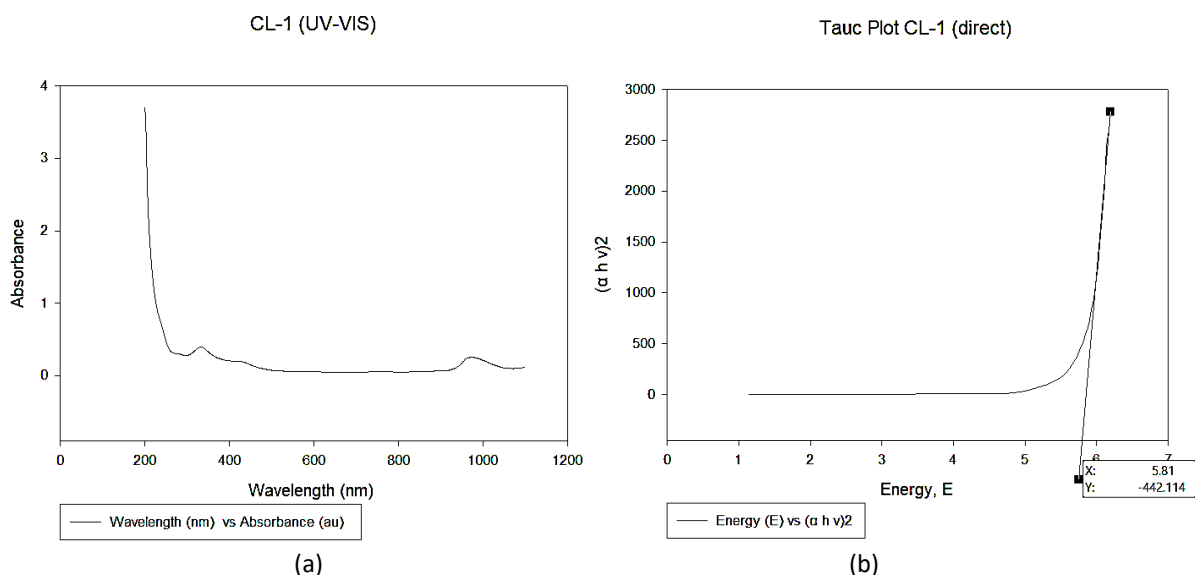 CL-1 (UV-VIS)
4
3
2
1
0
Absorbance
0 200 400 600 800 1000 1200
Wavelength (nm)
Wavelength (nm) vs Absorbance (au)
(a)
Tauc Plot CL-1 (direct)
3000
2500
2000
1500
1000
500
0
(α h ν)2
0 1 2 3 4 5 6 7
Energy, E
X: 5.81
Y: -442.114
Energy (E) vs (α h ν)2
(b)